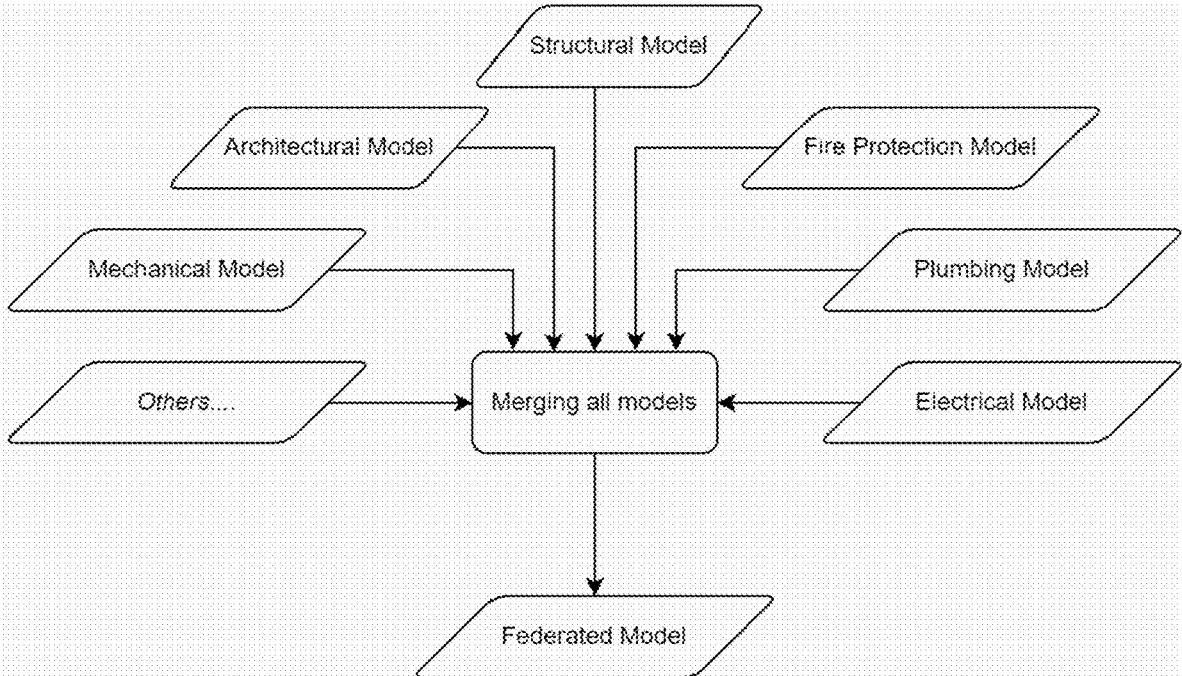 Structural Model
Architectural Model
Fire Protection Model
Mechanical Model
Plumbing Model
Others....
Merging all models
Electrical Model
Federated Model